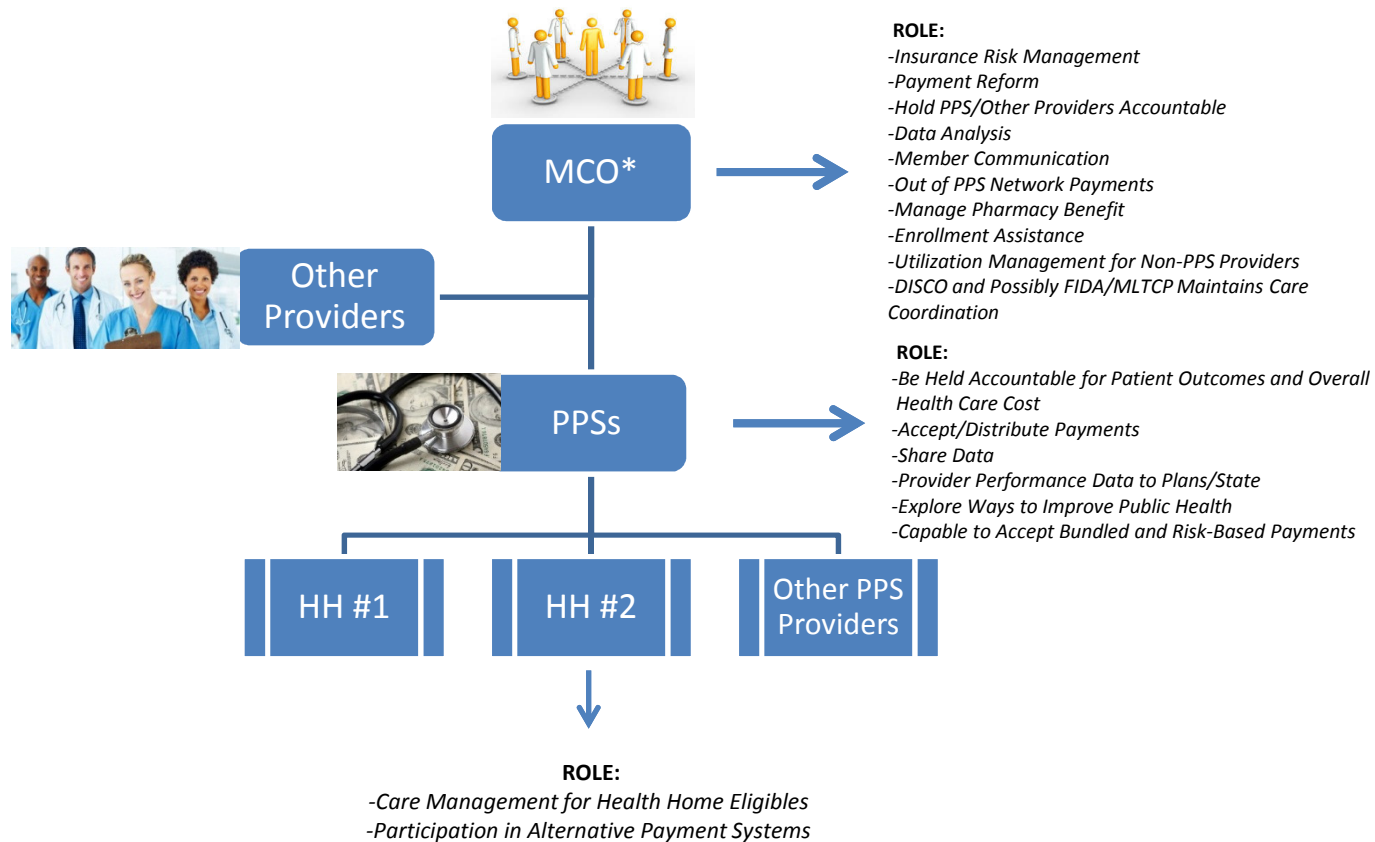 MCO*
ROLE:
-Insurance Risk Management
-Payment Reform
-Hold PPS/Other Providers Accountable
-Data Analysis
-Member Communication
-Out of PPS Network Payments
-Manage Pharmacy Benefit
-Enrollment Assistance
-Utilization Management for Non-PPS Providers
-DISCO and Possibly FIDA/MLTCP Maintains Care
Coordination
Other
Providers
PPSs
ROLE:
-Be Held Accountable for Patient Outcomes and Overall
Health Care Cost
-Accept/Distribute Payments
-Share Data
-Provider Performance Data to Plans/State
-Explore Ways to Improve Public Health
-Capable to Accept Bundled and Risk-Based Payments
HH #1
HH #2
Other PPS
Providers
ROLE:
-Care Management for Health Home Eligibles
-Participation in Alternative Payment Systems